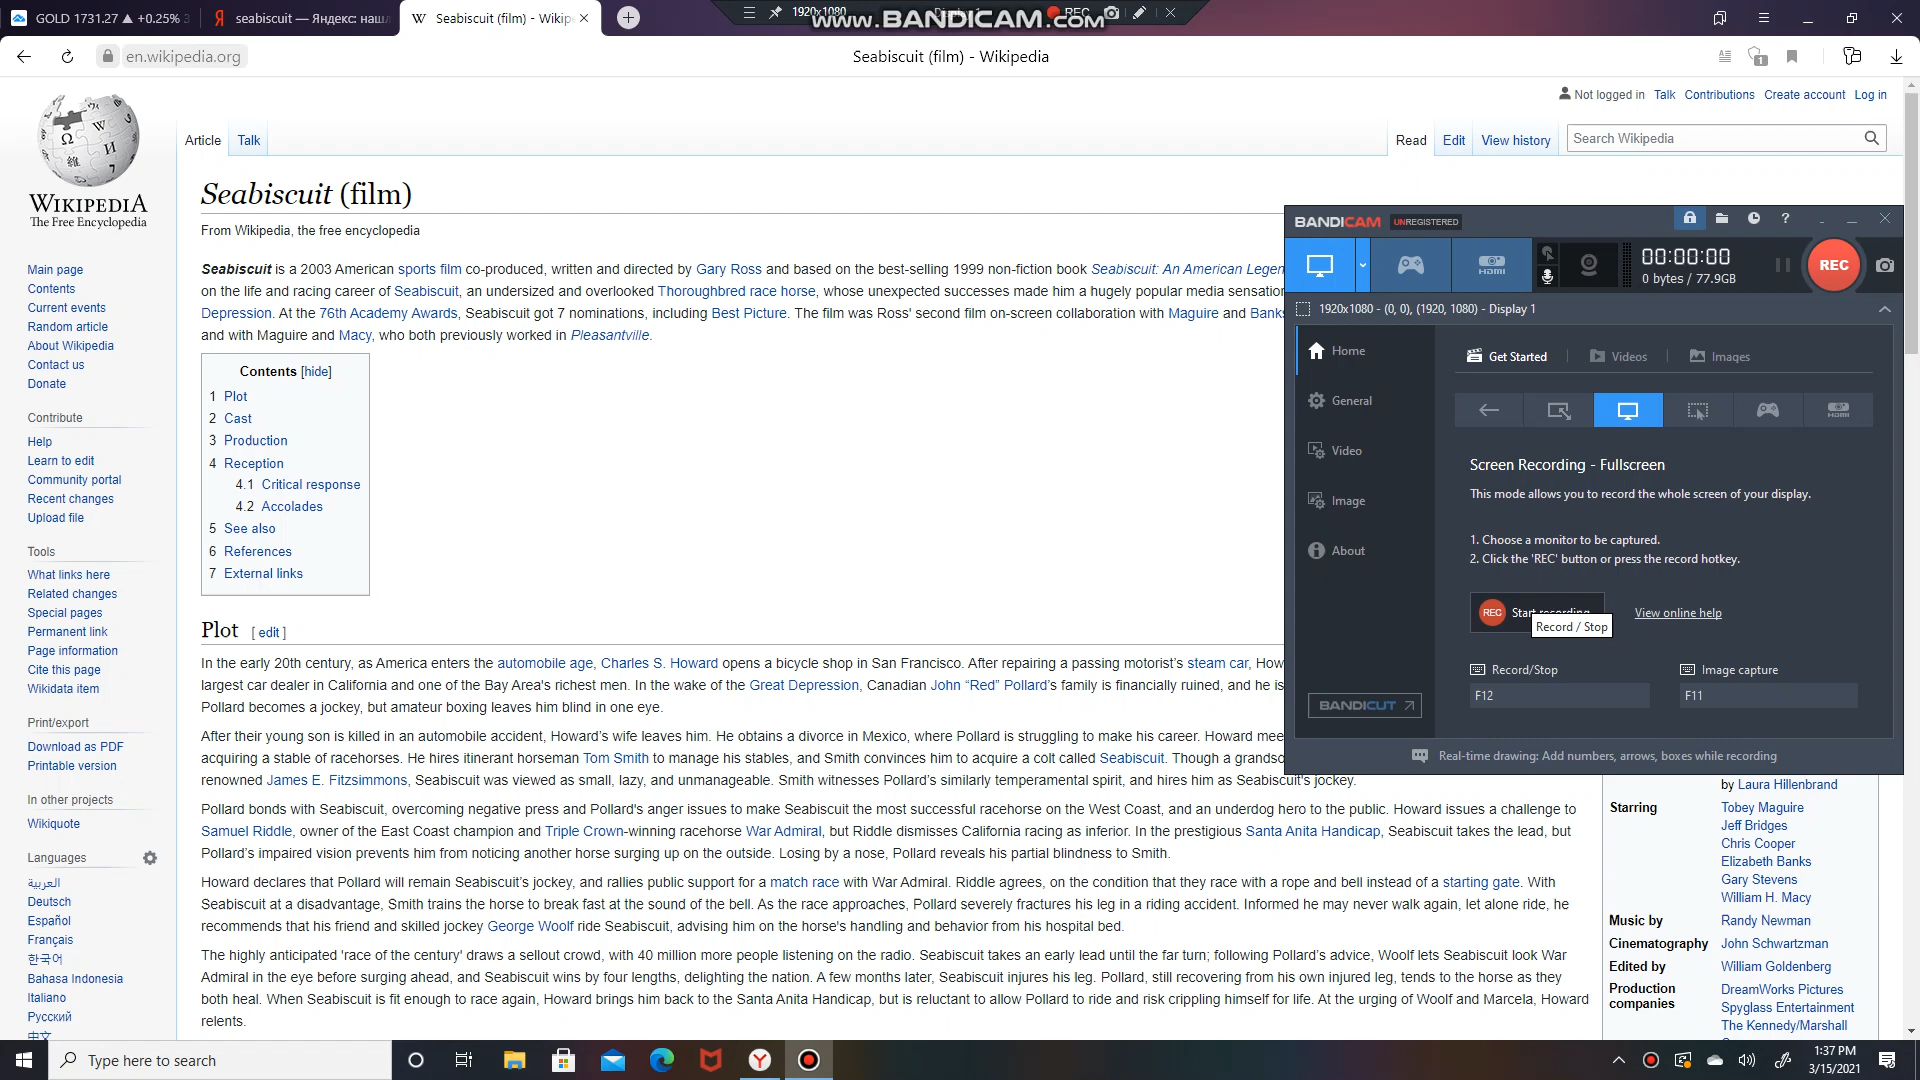 GOLD 1731.27 ▲ +0.25% 3
seabiscuit — Яндекс: наш
Seabiscuit (film) - Wikip
1920x1080
REC
www.BANDICAM.com
en.wikipedia.org
Seabiscuit (film) - Wikipedia
Not logged in Talk Contributions Create account Log in
Article Talk
Read Edit View history Search Wikipedia
WIKIPEDIA
The Free Encyclopedia
Main page
Contents
Current events
Random article
About Wikipedia
Contact us
Donate
Contribute
Help
Learn to edit
Community portal
Recent changes
Upload file
Tools
What links here
Related changes
Special pages
Permanent link
Page information
Cite this page
Wikidata item
Print/export
Download as PDF
Printable version
In other projects
Wikiquote
Languages
العربية
Deutsch
Español
Français
한국어
Bahasa Indonesia
Italiano
Русский
中文
Seabiscuit (film)
From Wikipedia, the free encyclopedia
Seabiscuit is a 2003 American sports film co-produced, written and directed by Gary Ross and based on the best-selling 1999 non-fiction book Seabiscuit: An American Legen
on the life and racing career of Seabiscuit, an undersized and overlooked Thoroughbred race horse, whose unexpected successes made him a hugely popular media sensation
Depression. At the 76th Academy Awards, Seabiscuit got 7 nominations, including Best Picture. The film was Ross' second film on-screen collaboration with Maguire and Banks
and with Maguire and Macy, who both previously worked in Pleasantville.
Contents [hide]
1 Plot
2 Cast
3 Production
4 Reception
4.1 Critical response
4.2 Accolades
5 See also
6 References
7 External links
Plot [ edit ]
In the early 20th century, as America enters the automobile age, Charles S. Howard opens a bicycle shop in San Francisco. After repairing a passing motorist's steam car, How
largest car dealer in California and one of the Bay Area's richest men. In the wake of the Great Depression, Canadian John “Red” Pollard's family is financially ruined, and he is
Pollard becomes a jockey, but amateur boxing leaves him blind in one eye.
After their young son is killed in an automobile accident, Howard's wife leaves him. He obtains a divorce in Mexico, where Pollard is struggling to make his career. Howard mee
acquiring a stable of racehorses. He hires itinerant horseman Tom Smith to manage his stables, and Smith convinces him to acquire a colt called Seabiscuit. Though a grandso
renowned James E. Fitzsimmons, Seabiscuit was viewed as small, lazy, and unmanageable. Smith witnesses Pollard's similarly temperamental spirit, and hires him as Seabiscuit's jockey.
Pollard bonds with Seabiscuit, overcoming negative press and Pollard's anger issues to make Seabiscuit the most successful racehorse on the West Coast, and an underdog hero to the public. Howard issues a challenge to
Samuel Riddle, owner of the East Coast champion and Triple Crown-winning racehorse War Admiral, but Riddle dismisses California racing as inferior. In the prestigious Santa Anita Handicap, Seabiscuit takes the lead, but
Pollard's impaired vision prevents him from noticing another horse surging up on the outside. Losing by a nose, Pollard reveals his partial blindness to Smith.
Howard declares that Pollard will remain Seabiscuit's jockey, and rallies public support for a match race with War Admiral. Riddle agrees, on the condition that they race with a rope and bell instead of a starting gate. With
Seabiscuit at a disadvantage, Smith trains the horse to break fast at the sound of the bell. As the race approaches, Pollard severely fractures his leg in a riding accident. Informed he may never walk again, let alone ride, he
recommends that his friend and skilled jockey George Woolf ride Seabiscuit, advising him on the horse's handling and behavior from his hospital bed.
The highly anticipated 'race of the century' draws a sellout crowd, with 40 million more people listening on the radio. Seabiscuit takes an early lead until the far turn; following Pollard's advice, Woolf lets Seabiscuit look War
Admiral in the eye before surging ahead, and Seabiscuit wins by four lengths, delighting the nation. A few months later, Seabiscuit injures his leg. Pollard, still recovering from his own injured leg, tends to the horse as they
both heal. When Seabiscuit is fit enough to race again, Howard brings him back to the Santa Anita Handicap, but is reluctant to allow Pollard to ride and risk crippling himself for life. At the urging of Woolf and Marcela, Howard
relents.
BANDICAM UNREGISTERED
HDMI
00:00:00
0 bytes / 77.9GB
REC
1920x1080 - (0, 0), (1920, 1080) - Display 1
Home
General
Video
Image
About
BANDICUT
Get Started Videos Images
HDMI
Screen Recording - Fullscreen
This mode allows you to record the whole screen of your display.
1. Choose a monitor to be captured.
2. Click the 'REC' button or press the record hotkey.
REC Start recording View online help
Record / Stop
Record/Stop Image capture
F12 F11
Real-time drawing: Add numbers, arrows, boxes while recording
by Laura Hillenbrand
Starring Tobey Maguire
Jeff Bridges
Chris Cooper
Elizabeth Banks
Gary Stevens
William H. Macy
Music by Randy Newman
Cinematography John Schwartzman
Edited by William Goldenberg
Production companies DreamWorks Pictures
Spyglass Entertainment
The Kennedy/Marshall
Type here to search
1:37 PM
3/15/2021